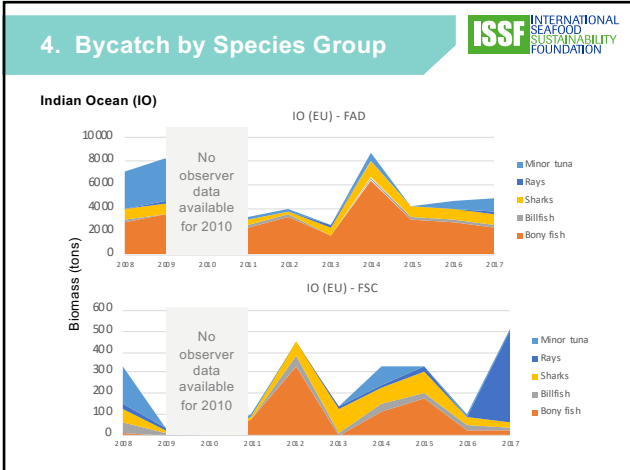 4. Bycatch by Species Group
ISSF
INTERNATIONAL
SEAFOOD
SUSTAINABILITY
FOUNDATION
Indian Ocean (IO)
IO (EU) - FAD
10000
8000
6000
4000
2000
0
No
observer
data
available
for 2010
2008 2009 2010 2011 2012 2013 2014 2015 2016 2017
Minor tuna
Rays
Sharks
Billfish
Bony fish
Biomass (tons)
IO (EU) - FSC
600
500
400
300
200
100
0
No
observer
data
available
for 2010
2008 2009 2010 2011 2012 2013 2014 2015 2016 2017
Minor tuna
Rays
Sharks
Billfish
Bony fish